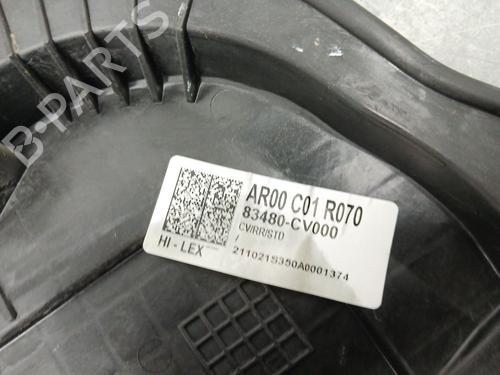 B-PARTS
AR00 C01 R070
83480-CV000
CV/RR/STD
/
HI - LEX
211021S350A0001374